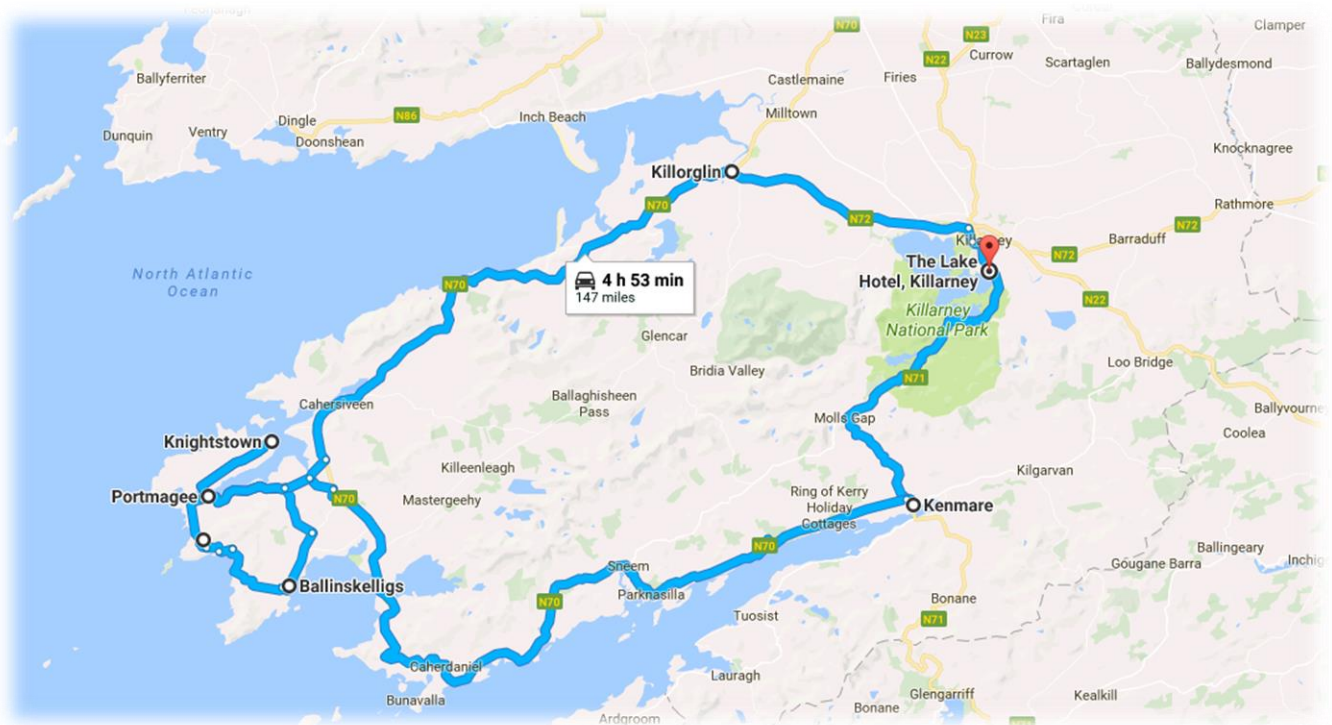 N70
Fira
Clamper
N23
Currow
N22
Scartaglen
Ballydesmond
Ballyferriter
Castlemaine
Firies
N86
Inch Beach
Milltown
Dingle
Dunquin
Ventry
Doonshean
Knocknagree
Killorglin
N70
N72
Rathmore
N72
Barraduff
N72
Killarney
The Lake
Hotel, Killarney
North Atlantic
Ocean
N70
4 h 53 min
147 miles
N22
Killarney
National Park
Glencar
Loo Bridge
Bridia Valley
N71
Ballaghisheen
Pass
Cahersiveen
Molls Gap
Coolea
Knightstown
Killeenleagh
Kilgarvan
Portmagee
N70
Mastergeehy
Ring of Kerry
Holiday
Cottages
Kenmare
N70
Ballingeary
Gougane Barra
Sneem
Ballinskelligs
Parknasilla
N70
Bonane
Tuosist
N71
Caherdaniel
Lauragh
Bunavalla
Glengarriff
Kealkill
Bonane
Ardgroom